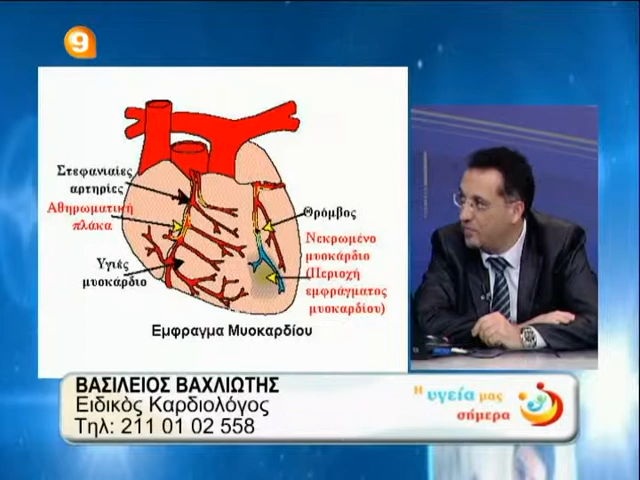 9
Στεφανιαίες
αρτηρίες
Αθηρωματική
πλάκα
Υγιές
μυοκάρδιο
Θρόμβος
Νεκρωμένο
μυοκάρδιο
(Περιοχή
εμφράγματος
μυοκαρδίου)
Εμφραγμα Μυοκαρδίου
ΒΑΣΙΛΕΙΟΣ ΒΑΧΛΙΩΤΗΣ
Ειδικὸς Καρδιολόγος
Τηλ: 211 01 02 558
Η υγεία μας
σήμερα